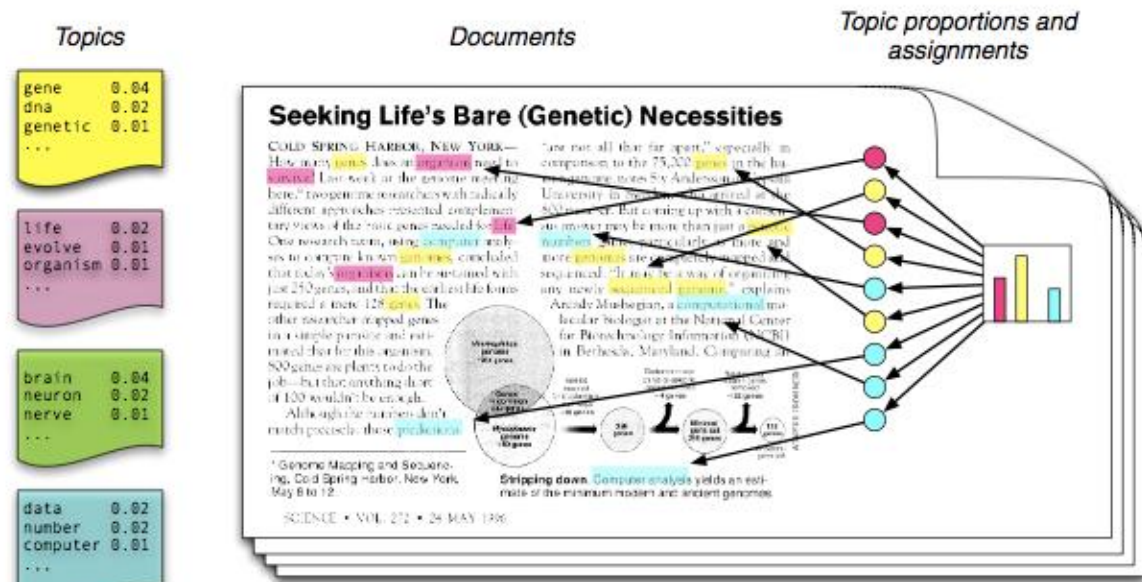 Topics
Documents
Topic proportions and
assignments
gene 0.04
dna 0.02
genetic 0.01
...
life 0.02
evolve 0.01
organism 0.01
...
brain 0.04
neuron 0.02
nerve 0.01
...
data 0.02
number 0.02
computer 0.01
...
Seeking Life's Bare (Genetic) Necessities
COLD SPRING HARBOR, NEW YORK—
How many genes does an organism need to
survive? Last week at the genome meeting
here,* two genome researchers with radically
different approaches presented complemen-
tary views of the basic genes needed for life.
One research team, using computer analy-
ses to compare known genomes, concluded
that today's organisms can be sustained with
just 250 genes, and that the earliest life forms
required a mere 128 genes. The
other researcher mapped genes
in a simple parasite and esti-
mated that for this organism,
800 genes are plenty to do the
job—but that anything short
of 100 wouldn't be enough.
Although the numbers don't
match precisely, those predictions
* Genome Mapping and Sequenc-
ing, Cold Spring Harbor, New York,
May 8 to 12.
"are not all that far apart," especially in
comparison to the 75,000 genes in the hu-
man genome, notes Siv Andersson
University in
800 number. But coming up with a
answer may be more than just a
numbers particularly as more and
more genomes are completely mapped and
sequenced. "It may be a way of organizing
any newly sequenced genome," explains
Arcady Mushegian, a computational mo-
lecular biologist at the National Center
for Biotechnology Information (NCBI)
in Bethesda, Maryland. Comparing an
Stripping down. Computer analysis yields an esti-
mate of the minimum modern and ancient genomes.
SCIENCE • VOL. 272 • 24 MAY 1996